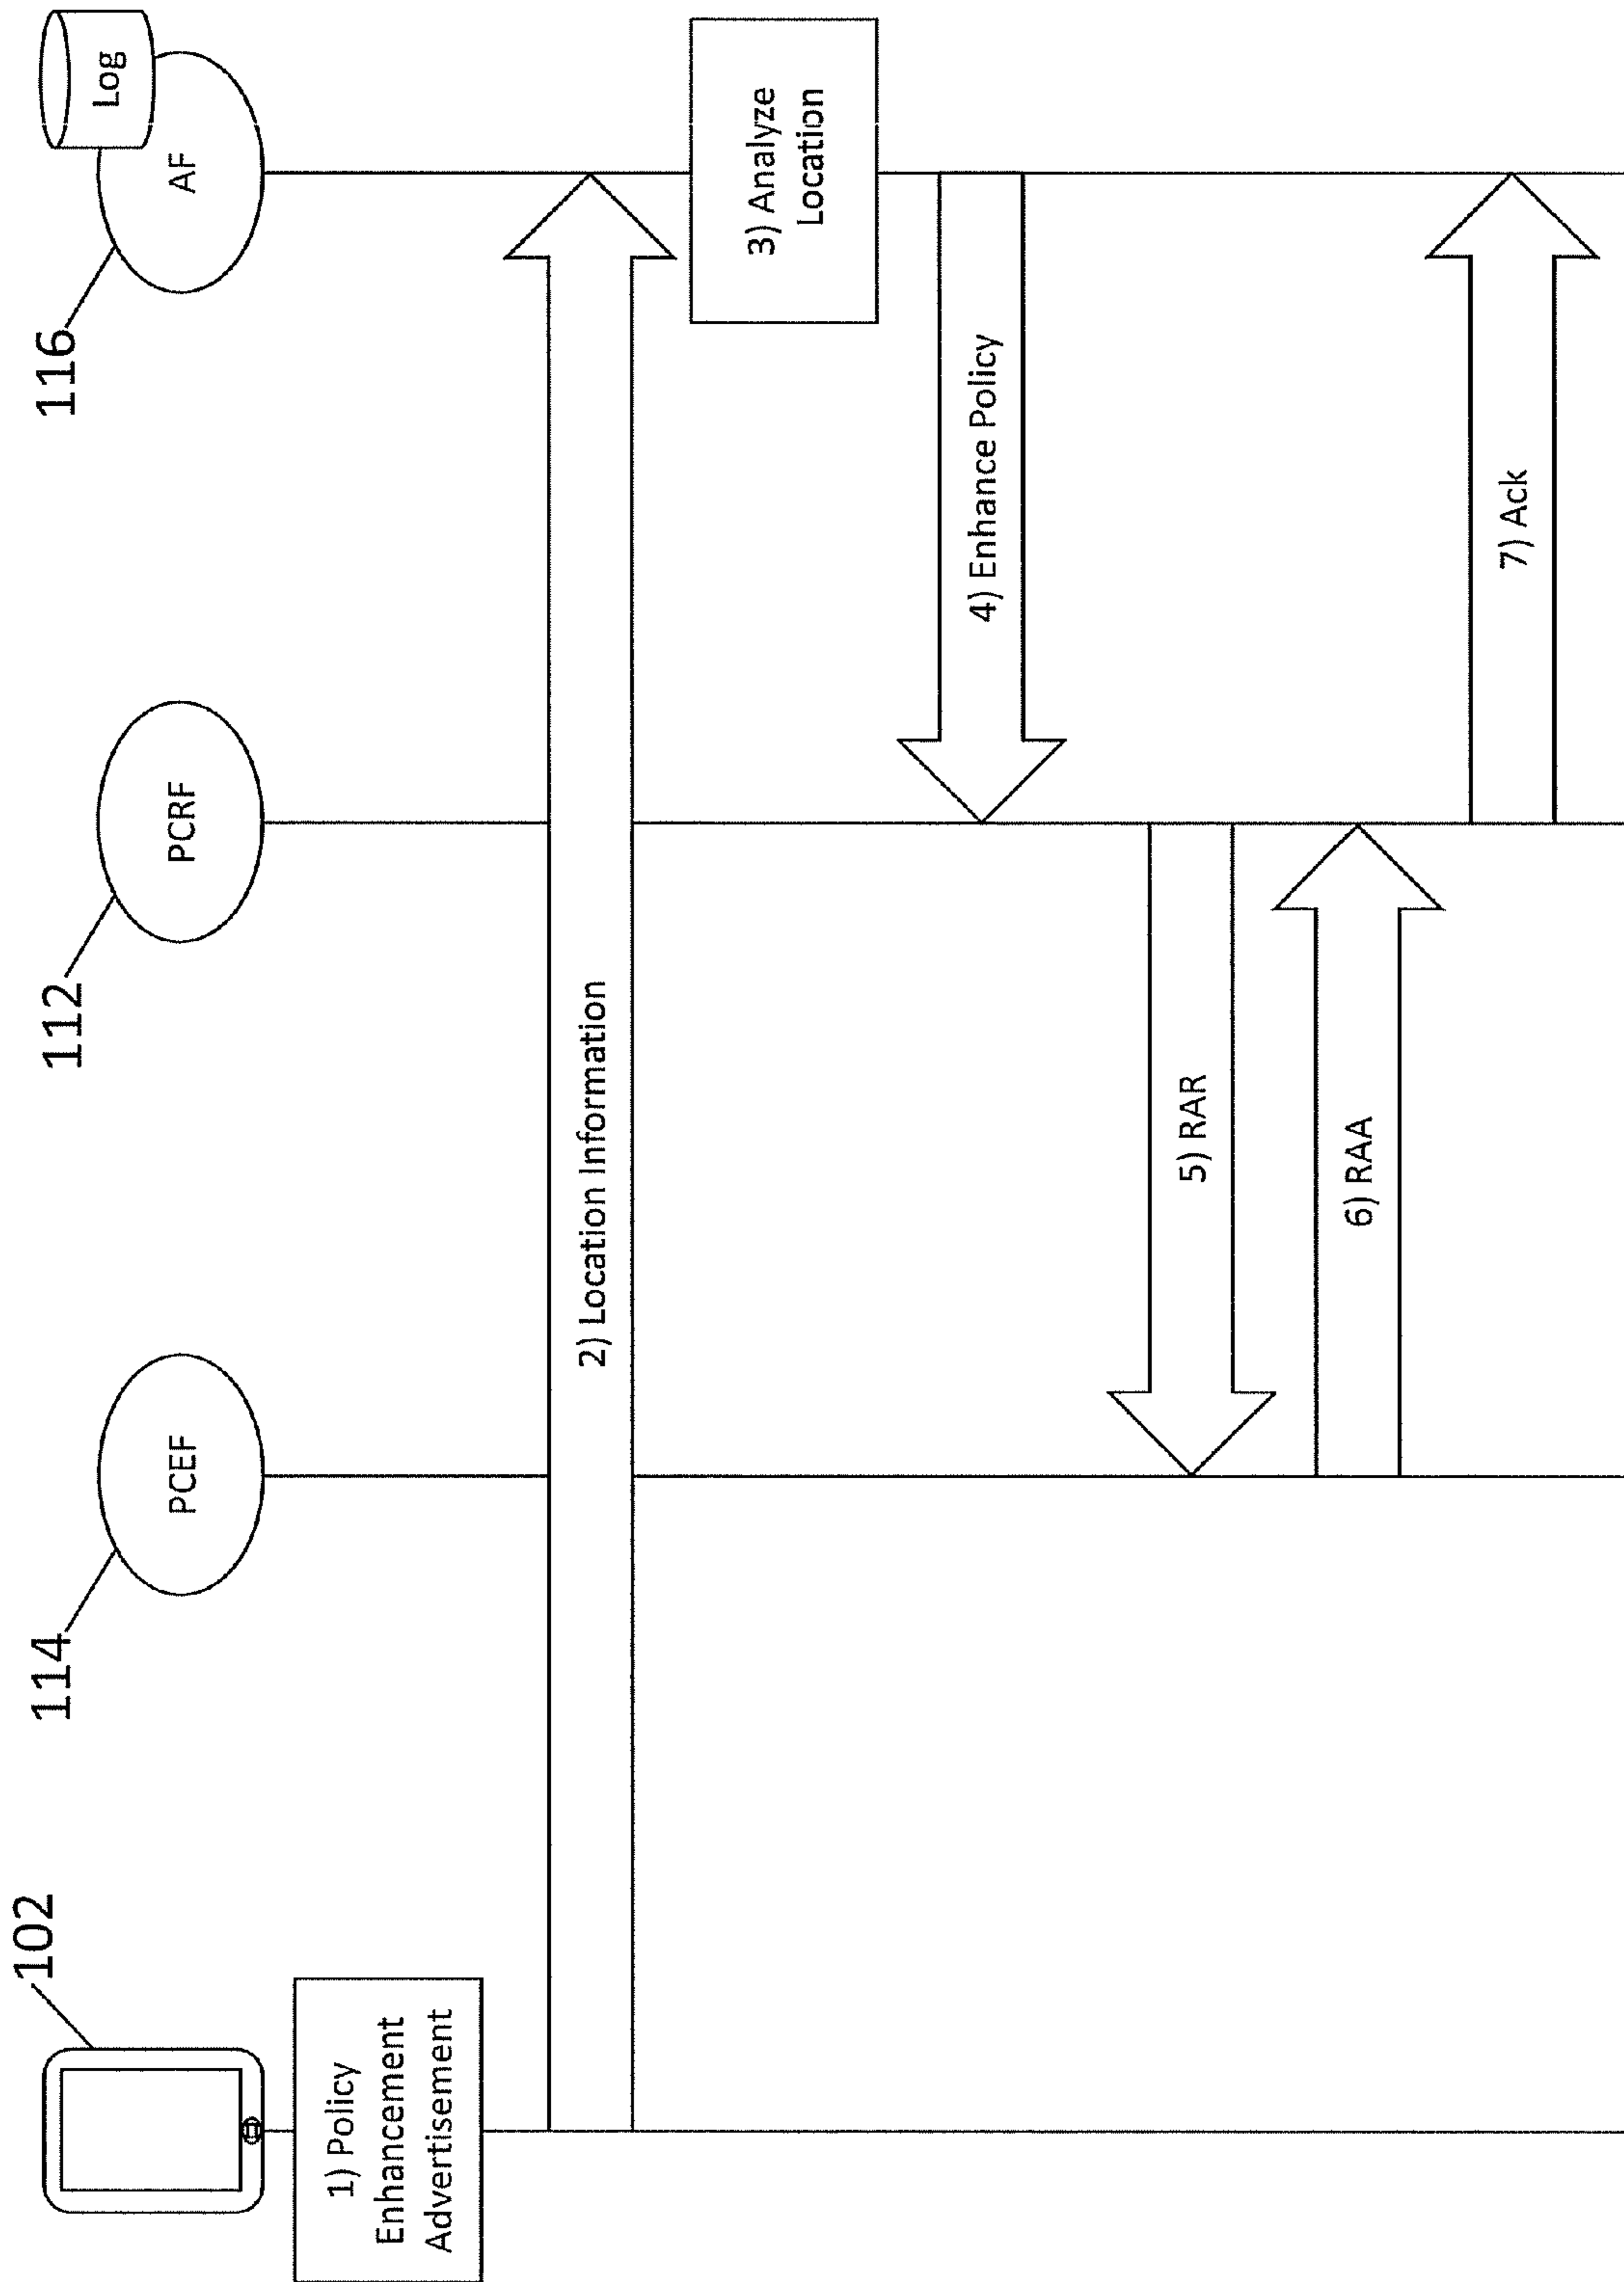 102
114
PCEF
112
PCRF
116
AF
Log
1) Policy
Enhancement
Advertisement
2) Location Information
3) Analyze
Location
4) Enhance Policy
5) RAR
6) RAA
7) Ack